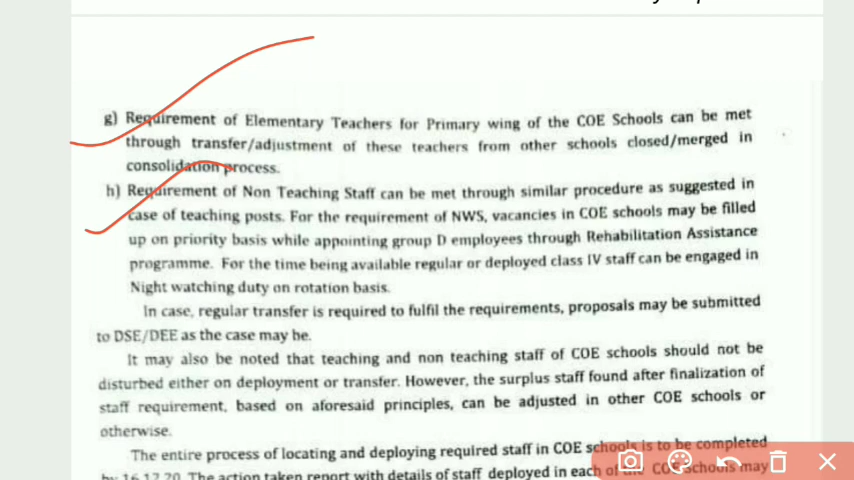 g) Requirement of Elementary Teachers for Primary wing of the COE Schools can be met
through transfer/adjustment of these teachers from other schools closed/merged in
consolidation process.
h) Requirement of Non Teaching Staff can be met through similar procedure as suggested in
case of teaching posts. For the requirement of NWS, vacancies in COE schools may be filled
up on priority basis while appointing group D employees through Rehabilitation Assistance
programme. For the time being available regular or deployed class IV staff can be engaged in
Night watching duty on rotation basis.
In case, regular transfer is required to fulfil the requirements, proposals may be submitted
to DSE/DEE as the case may be.
It may also be noted that teaching and non teaching staff of COE schools should not be
disturbed either on deployment or transfer. However, the surplus staff found after finalization of
staff requirement, based on aforesaid principles, can be adjusted in other COE schools or
otherwise.
The entire process of locating and deploying required staff in COE schools is to be completed
by 16.12.20. The action taken report with details of staff deployed in each of the COE Schools may